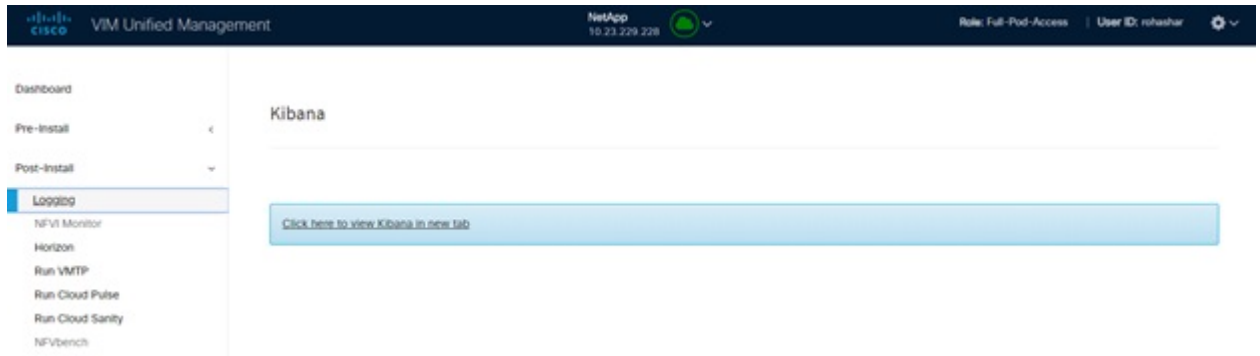 CISCO
VIM Unified Management
NetApp
10.23.229.228
Role: Full-Pod-Access | User ID: rohashar
Dashboard
Pre-Install
Post-Install
Logging
NFVI Monitor
Horizon
Run VMTP
Run Cloud Pulse
Run Cloud Sanity
NFVbench
Kibana
Click here to view Kibana in new tab